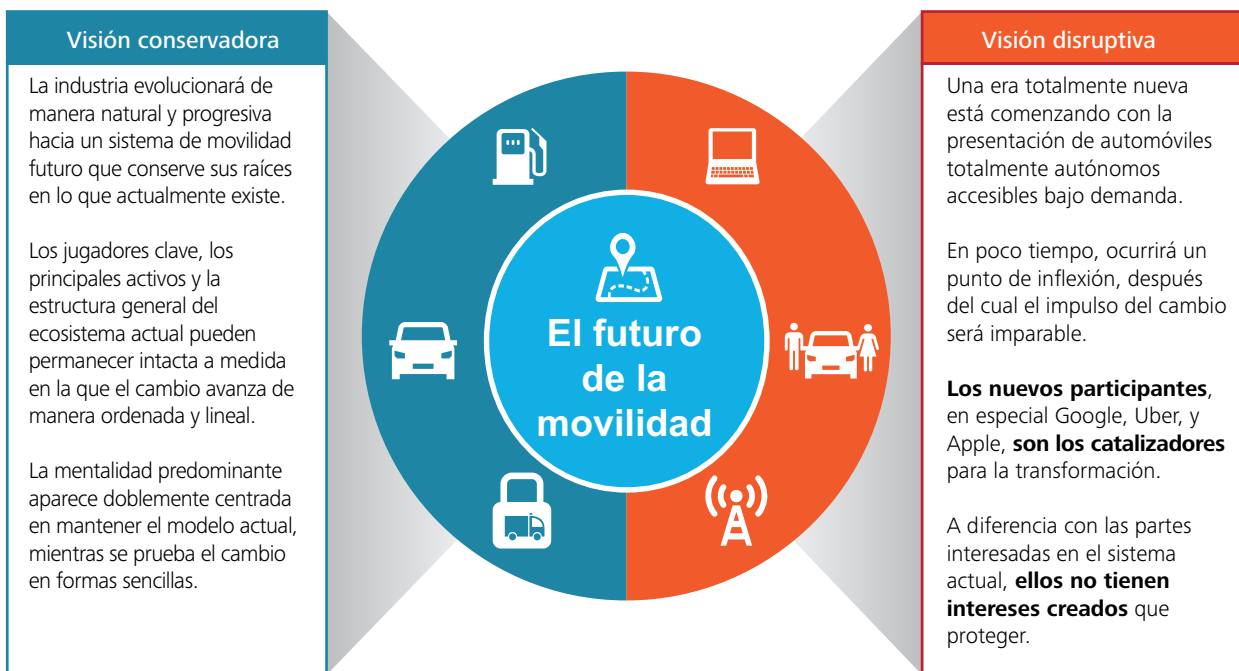 Visión conservadora
La industria evolucionará de
manera natural y progresiva
hacia un sistema de movilidad
futuro que conserve sus raíces
en lo que actualmente existe.
Los jugadores clave, los
principales activos y la
estructura general del
ecosistema actual pueden
permanecer intacta a medida
en la que el cambio avanza de
manera ordenada y lineal.
La mentalidad predominante
aparece doblemente centrada
en mantener el modelo actual,
mientras se prueba el cambio
en formas sencillas.
El futuro
de la
movilidad
Visión disruptiva
Una era totalmente nueva
está comenzando con la
presentación de automóviles
totalmente autónomos
accesibles bajo demanda.
En poco tiempo, ocurrirá un
punto de inflexión, después
del cual el impulso del cambio
será imparable.
Los nuevos participantes,
en especial Google, Uber, y
Apple, son los catalizadores
para la transformación.
A diferencia con las partes
interesadas en el sistema
actual, ellos no tienen
intereses creados que
proteger.